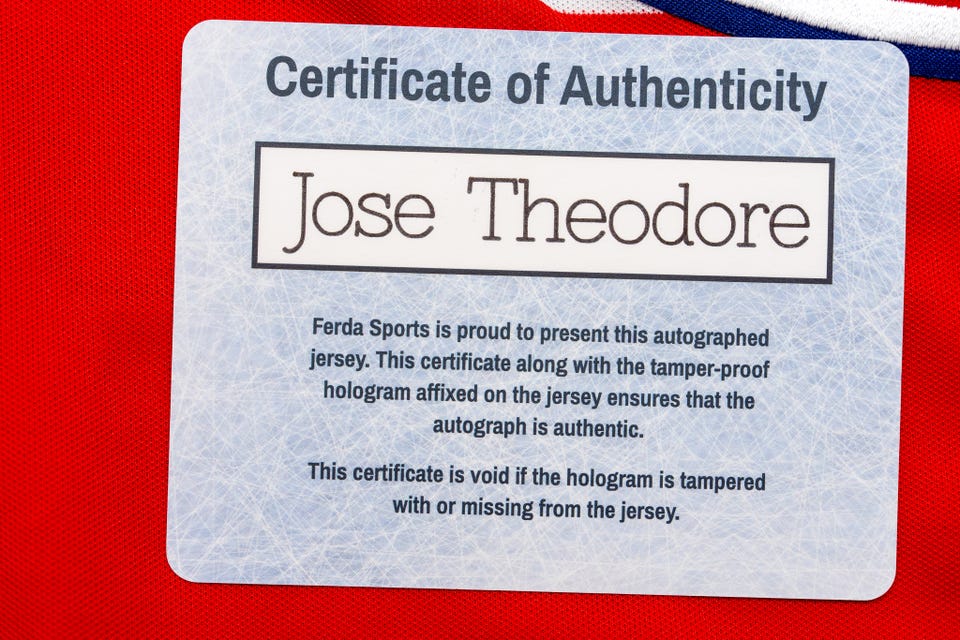 Certificate of Authenticity
Jose Theodore
Ferda Sports is proud to present this autographed
jersey. This certificate along with the tamper-proof
hologram affixed on the jersey ensures that the
autograph is authentic.
This certificate is void if the hologram is tampered
with or missing from the jersey.